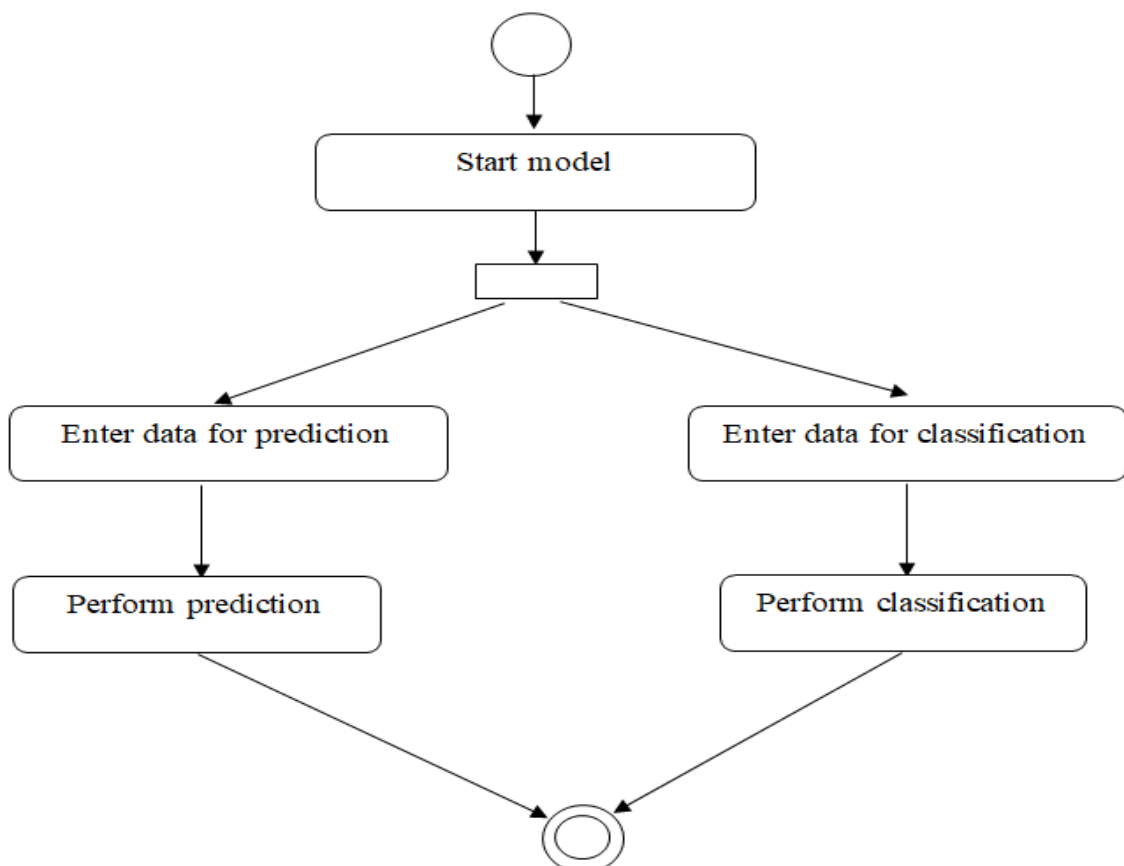 Start model
Enter data for prediction
Enter data for classification
Perform prediction
Perform classification